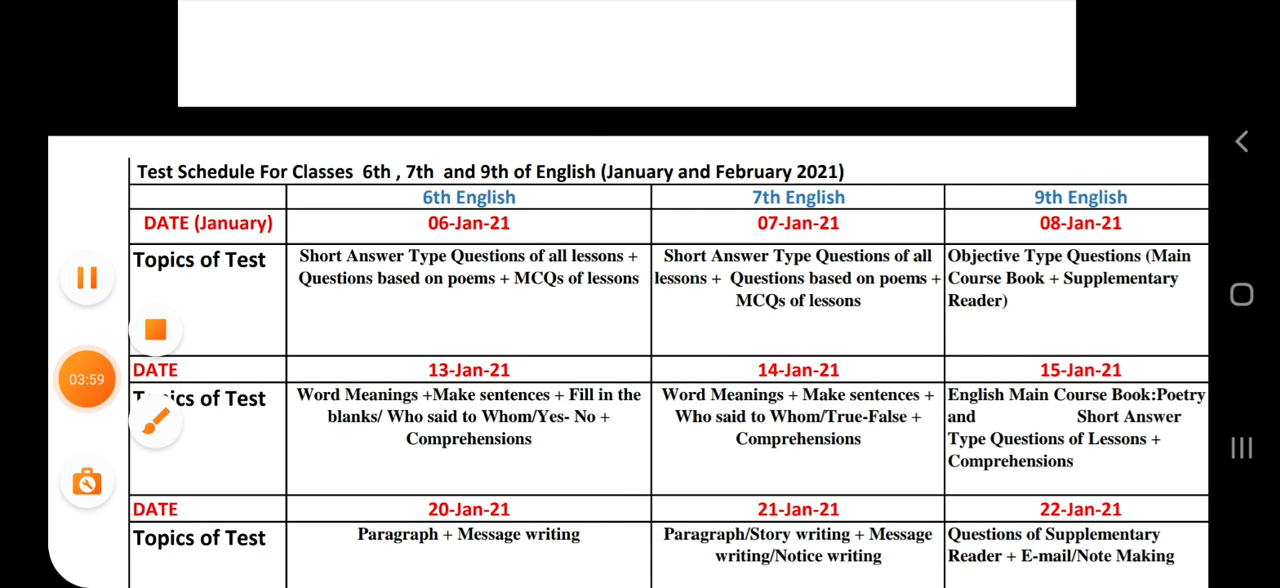 Test Schedule For Classes 6th , 7th and 9th of English (January and February 2021)
6th English
7th English
9th English
DATE (January)
06-Jan-21
07-Jan-21
08-Jan-21
Topics of Test
Short Answer Type Questions of all lessons +
Questions based on poems + MCQs of lessons
Short Answer Type Questions of all
lessons + Questions based on poems +
MCQs of lessons
Objective Type Questions (Main
Course Book + Supplementary
Reader)
DATE
13-Jan-21
14-Jan-21
15-Jan-21
Topics of Test
Word Meanings +Make sentences + Fill in the
blanks/ Who said to Whom/Yes- No +
Comprehensions
Word Meanings + Make sentences +
Who said to Whom/True-False +
Comprehensions
English Main Course Book:Poetry
and Short Answer
Type Questions of Lessons +
Comprehensions
DATE
20-Jan-21
21-Jan-21
22-Jan-21
Topics of Test
Paragraph + Message writing
Paragraph/Story writing + Message
writing/Notice writing
Questions of Supplementary
Reader + E-mail/Note Making
03:59